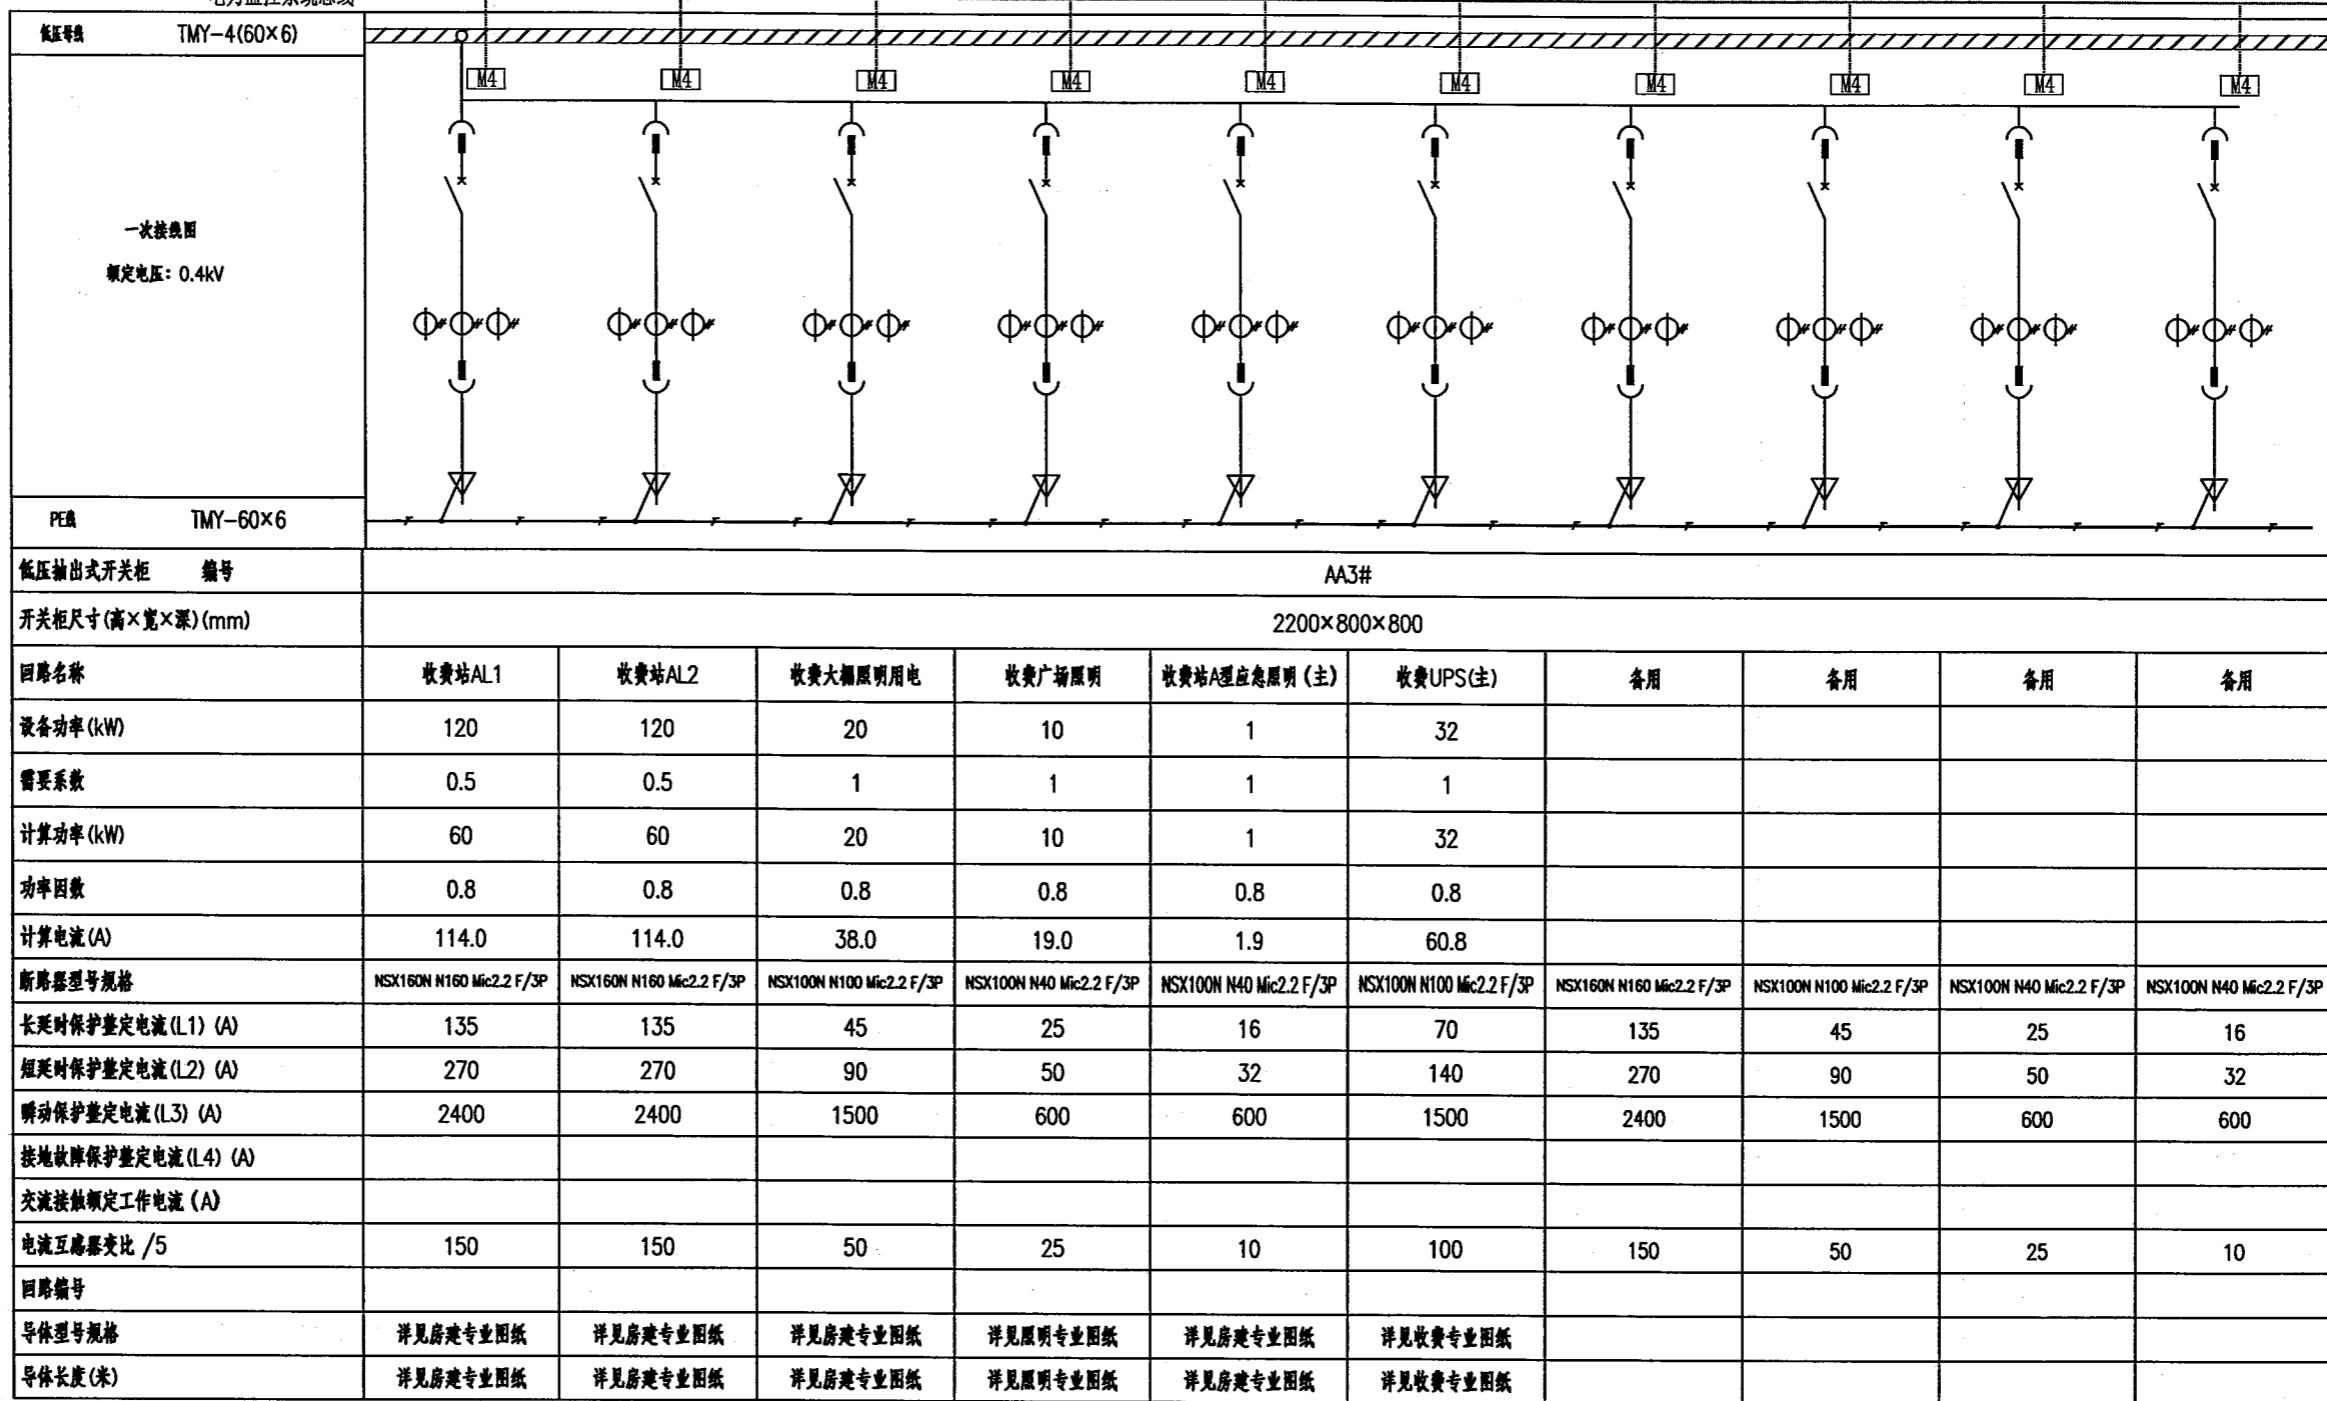 电力监控系统总线
低压母线 TMY-4(60×6)
M4 M4 M4 M4 M4 M4 M4 M4 M4 M4
一次接线图
额定电压：0.4kV
PE线 TMY-60×6
低压抽出式开关柜 编号 AA3#
开关柜尺寸(高×宽×深)(mm) 2200×800×800
回路名称 收费站AL1 收费站AL2 收费大棚照明用电 收费广场照明 收费站A型应急照明(主) 收费UPS(主) 备用 备用 备用 备用
设备功率(kW) 120 120 20 10 1 32
需要系数 0.5 0.5 1 1 1 1
计算功率(kW) 60 60 20 10 1 32
功率因数 0.8 0.8 0.8 0.8 0.8 0.8
计算电流(A) 114.0 114.0 38.0 19.0 1.9 60.8
断路器型号规格 NSX160N N160 Mic2.2 F/3P NSX160N N160 Mic2.2 F/3P NSX100N N100 Mic2.2 F/3P NSX100N N40 Mic2.2 F/3P NSX100N N40 Mic2.2 F/3P NSX100N N100 Mic2.2 F/3P NSX160N N160 Mic2.2 F/3P NSX100N N100 Mic2.2 F/3P NSX100N N40 Mic2.2 F/3P NSX100N N40 Mic2.2 F/3P
长延时保护整定电流(L1) (A) 135 135 45 25 16 70 135 45 25 16
短延时保护整定电流(L2) (A) 270 270 90 50 32 140 270 90 50 32
瞬动保护整定电流(L3) (A) 2400 2400 1500 600 600 1500 2400 1500 600 600
接地故障保护整定电流(L4) (A)
交流接触额定工作电流 (A)
电流互感器变比 /5 150 150 50 25 10 100 150 50 25 10
回路编号
导体型号规格 详见房建专业图纸 详见房建专业图纸 详见房建专业图纸 详见照明专业图纸 详见房建专业图纸 详见收费专业图纸
导体长度(米) 详见房建专业图纸 详见房建专业图纸 详见房建专业图纸 详见照明专业图纸 详见房建专业图纸 详见收费专业图纸